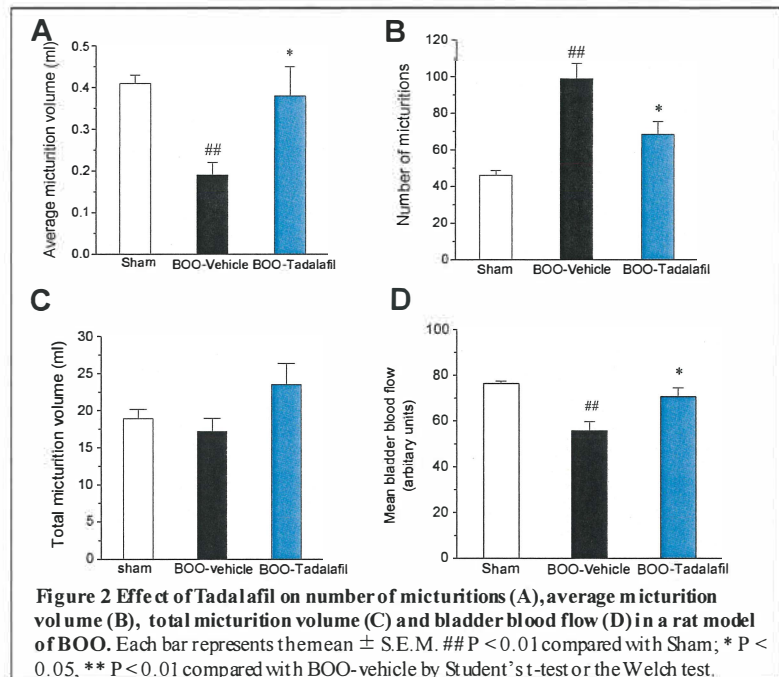 A
Average micturition volume (ml)
0.5
0.4
0.3
0.2
0.1
0.0
##
*
Sham BOO-Vehicle BOO-Tadalafil
B
Number of micturitions
120
100
80
60
40
20
0
##
*
Sham BOO-Vehicle BOO-Tadalafil
C
Total micturition volume (ml)
30
25
20
15
10
5
0
sham BOO-vehicle BOO-Tadalafil
D
Mean bladder blood flow
(arbitary units)
100
80
60
40
20
0
##
*
Sham BOO-Vehicle BOO-Tadalafil
Figure 2 Effect of Tadalafil on number of micturitions (A), average micturition
volume (B), total micturition volume (C) and bladder blood flow (D) in a rat model
of BOO. Each bar represents the mean ± S.E.M. ## P < 0.01 compared with Sham; * P <
0.05, ** P < 0.01 compared with BOO-vehicle by Student's t-test or the Welch test.